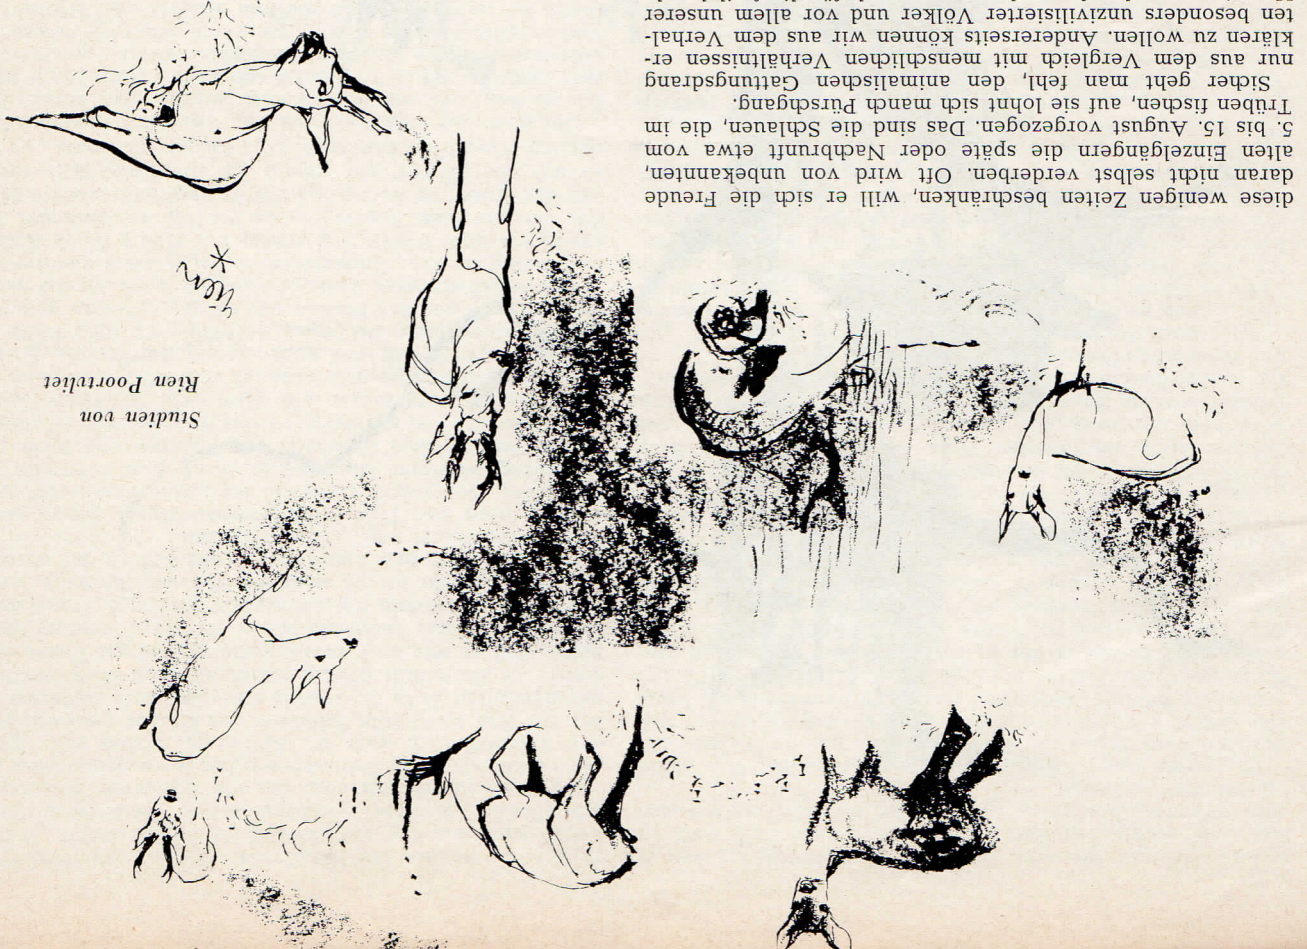 Studien von
Rien Poortvliet
rien
diese wenigen Zeiten beschränken, will er sich die Freude
daran nicht selbst verderben. Oft wird von unbekannten,
alten Einzelgängern die späte oder Nachbrunft etwa vom
5. bis 15. August vorgezogen. Das sind die Schlauen, die im
Trüben fischen, auf sie lohnt sich manch Pürschgang.
Sicher geht man fehl, den animalischen Gattungsdrang
nur aus dem Vergleich mit menschlichen Verhältnissen er-
klären zu wollen. Andererseits können wir aus dem Verhal-
ten besonders unzivilisierter Völker und vor allem unserer